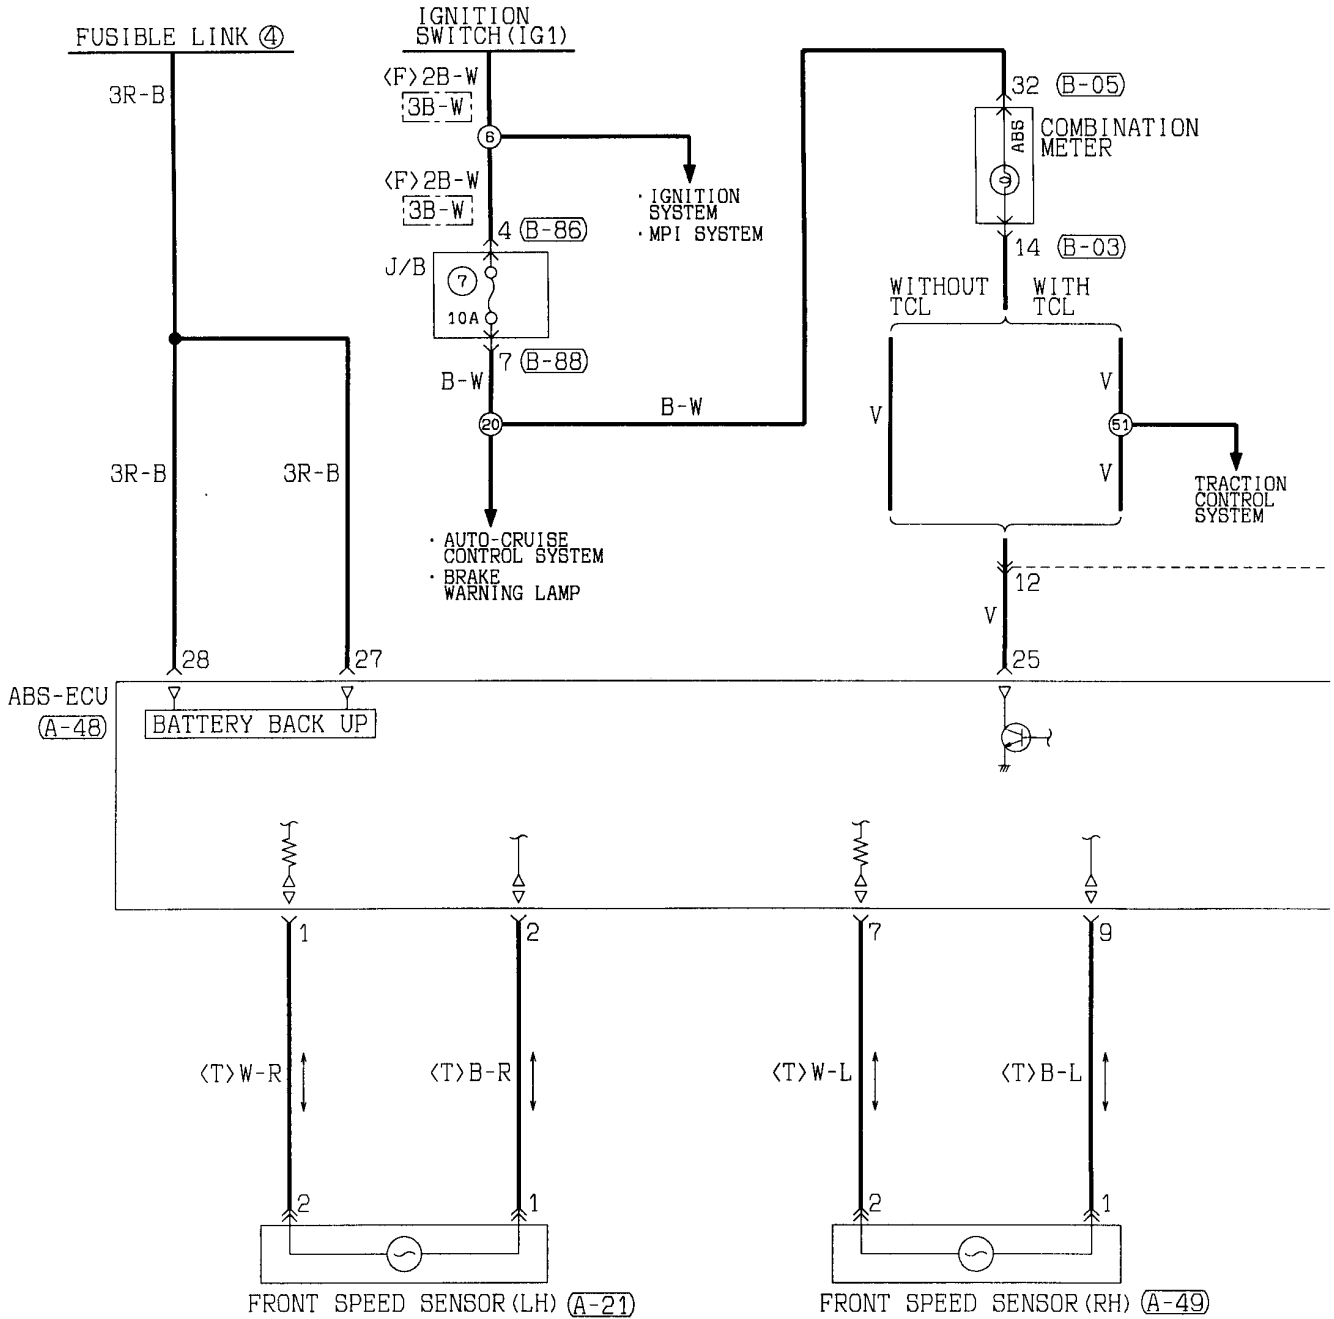 FUSIBLE LINK ④
IGNITION
SWITCH(IG1)
3R-B
<F>2B-W
3B-W
6
<F>2B-W
3B-W
· IGNITION
SYSTEM
· MPI SYSTEM
4 (B-86)
J/B
7
10A
7 (B-88)
B-W
20
B-W
32 (B-05)
ABS
COMBINATION
METER
14 (B-03)
WITHOUT
TCL
WITH
TCL
V
V
51
V
TRACTION
CONTROL
SYSTEM
3R-B
3R-B
· AUTO-CRUISE
CONTROL SYSTEM
· BRAKE
WARNING LAMP
12
V
28
27
25
ABS-ECU
(A-48)
BATTERY BACK UP
1
2
7
9
<T>W-R
<T>B-R
<T>W-L
<T>B-L
2
1
2
1
FRONT SPEED SENSOR(LH) (A-21)
FRONT SPEED SENSOR(RH) (A-49)